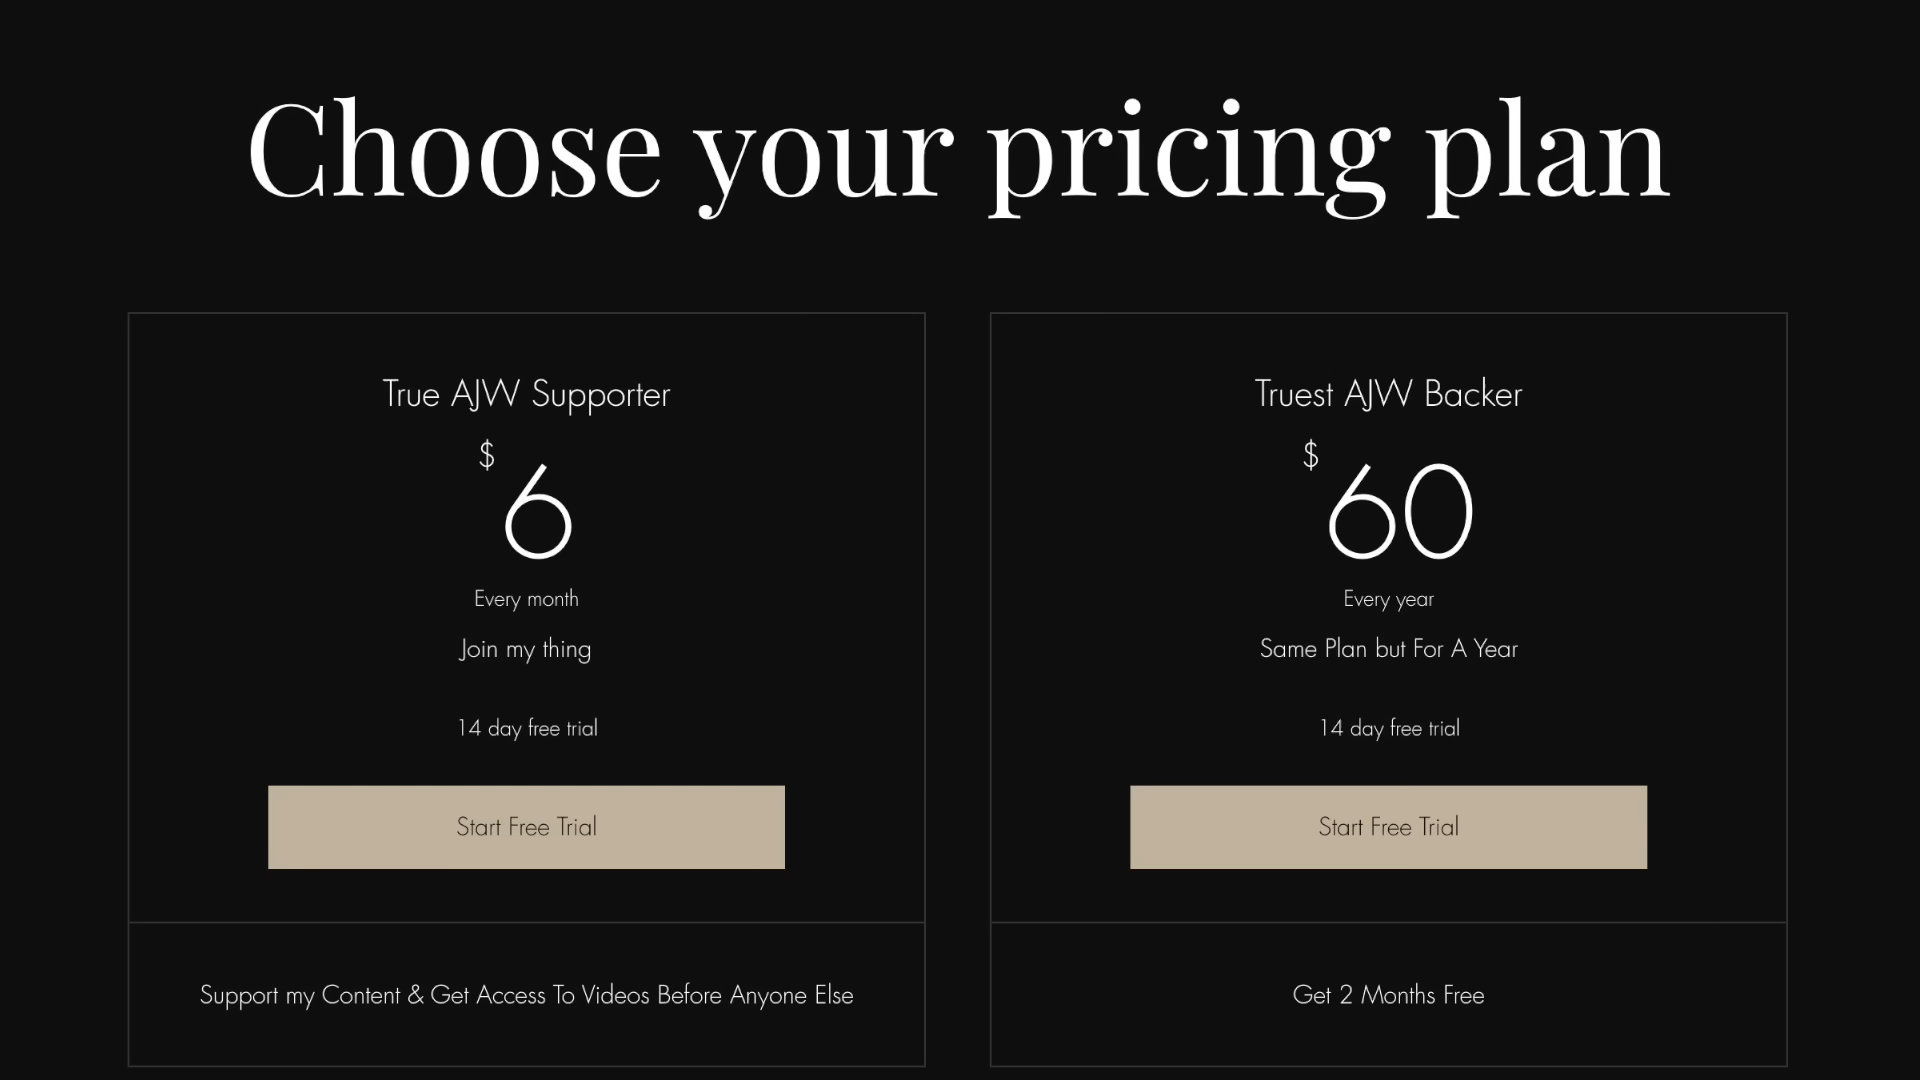 Choose your pricing plan
True AJW Supporter
$6
Every month
Join my thing
14 day free trial
Start Free Trial
Support my Content & Get Access To Videos Before Anyone Else
Truest AJW Backer
$60
Every year
Same Plan but For A Year
14 day free trial
Start Free Trial
Get 2 Months Free